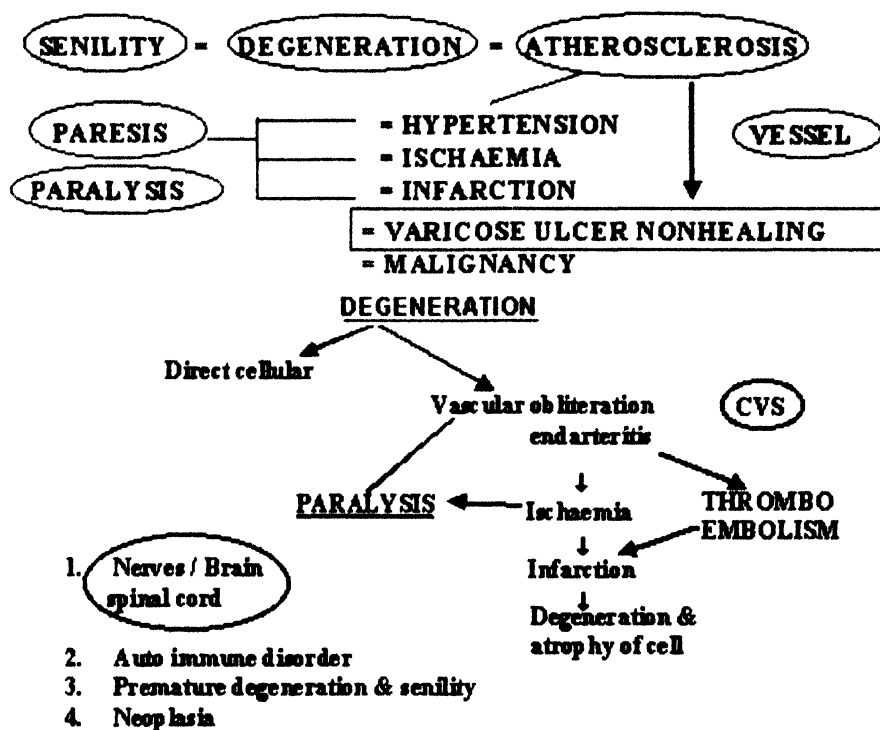 SENILITY = DEGENERATION = ATHEROSCLEROSIS
PARESIS
PARALYSIS
= HYPERTENSION
= ISCHAEMIA
= INFARCTION
VESSEL
= VARICOSE ULCER NONHEALING
= MALIGNANCY
DEGENERATION
Direct cellular
Vascular obliteration
endarteritis
CVS
PARALYSIS
Ischaemia
THROMBO
EMBOLISM
Infarction
Degeneration &
atrophy of cell
1. Nerves / Brain
spinal cord
2. Auto immune disorder
3. Premature degeneration & senility
4. Neoplasia